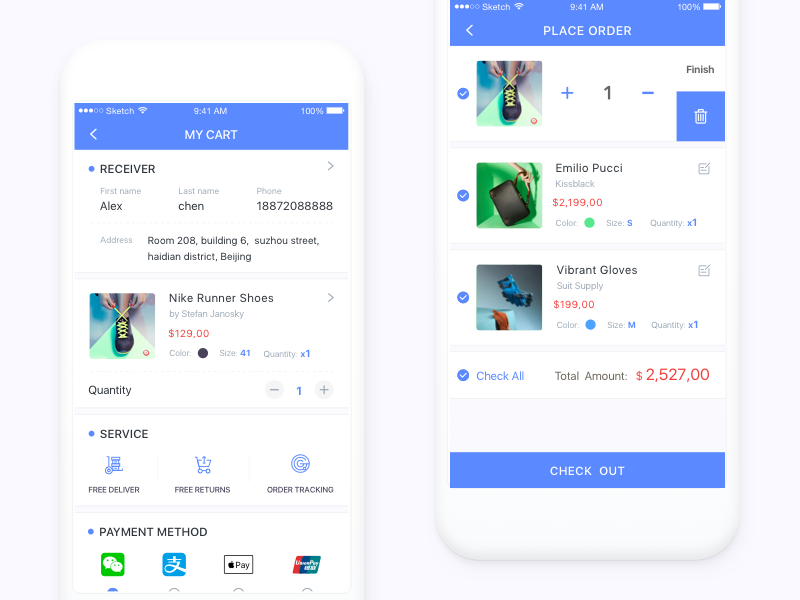 Sketch 9:41 AM 100%
MY CART
RECEIVER
First name Last name Phone
Alex chen 18872088888
Address Room 208, building 6, suzhou street,
haidian district, Beijing
Nike Runner Shoes
by Stefan Janosky
$129,00
Color: Size: 41 Quantity: x1
Quantity − 1 +
SERVICE
FREE DELIVER FREE RETURNS ORDER TRACKING
PAYMENT METHOD
支 Pay UnionPay
Sketch 9:41 AM 100%
PLACE ORDER
Finish
+ 1 −
Emilio Pucci
Kissblack
$2,199,00
Color: Size: S Quantity: x1
Vibrant Gloves
Suit Supply
$199,00
Color: Size: M Quantity: x1
Check All Total Amount: $ 2,527,00
CHECK OUT